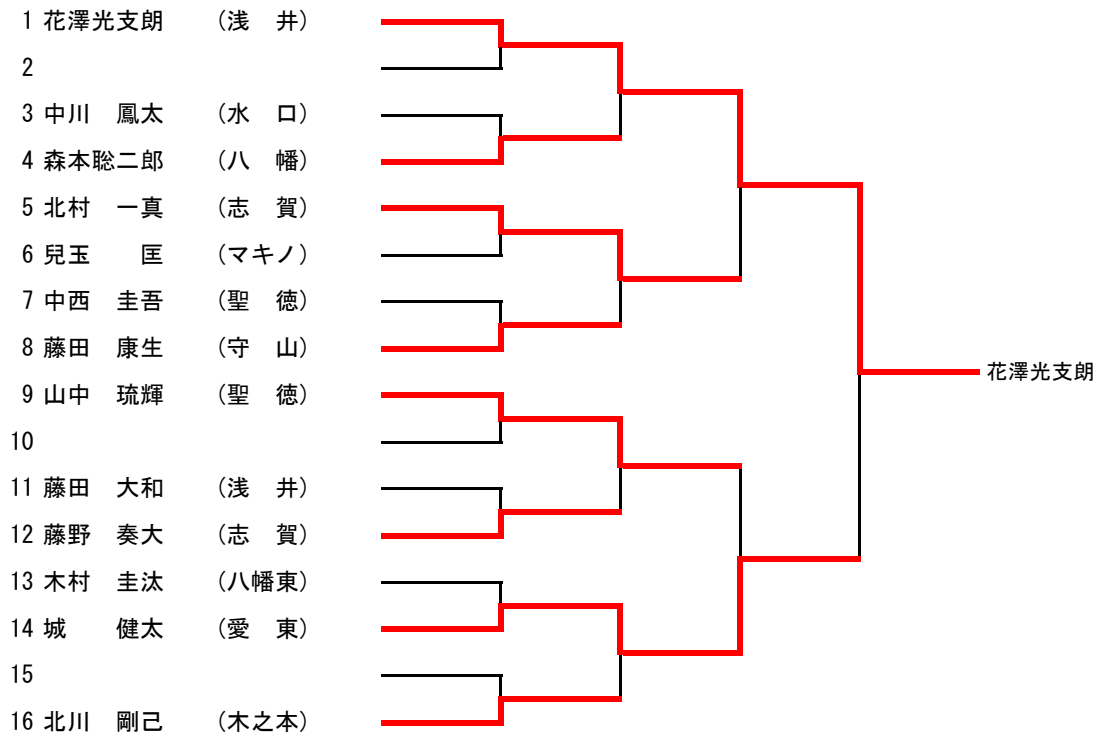 1 花澤光支朗 (浅 井)
2
3 中川 鳳太 (水 口)
4 森本聡二郎 (八 幡)
5 北村 一真 (志 賀)
6 兒玉 匡 (マキノ)
7 中西 圭吾 (聖 徳)
8 藤田 康生 (守 山)
9 山中 琉輝 (聖 徳)
花澤光支朗
10
11 藤田 大和 (浅 井)
12 藤野 奏大 (志 賀)
13 木村 圭汰 (八幡東)
14 城 健太 (愛 東)
15
16 北川 剛己 (木之本)